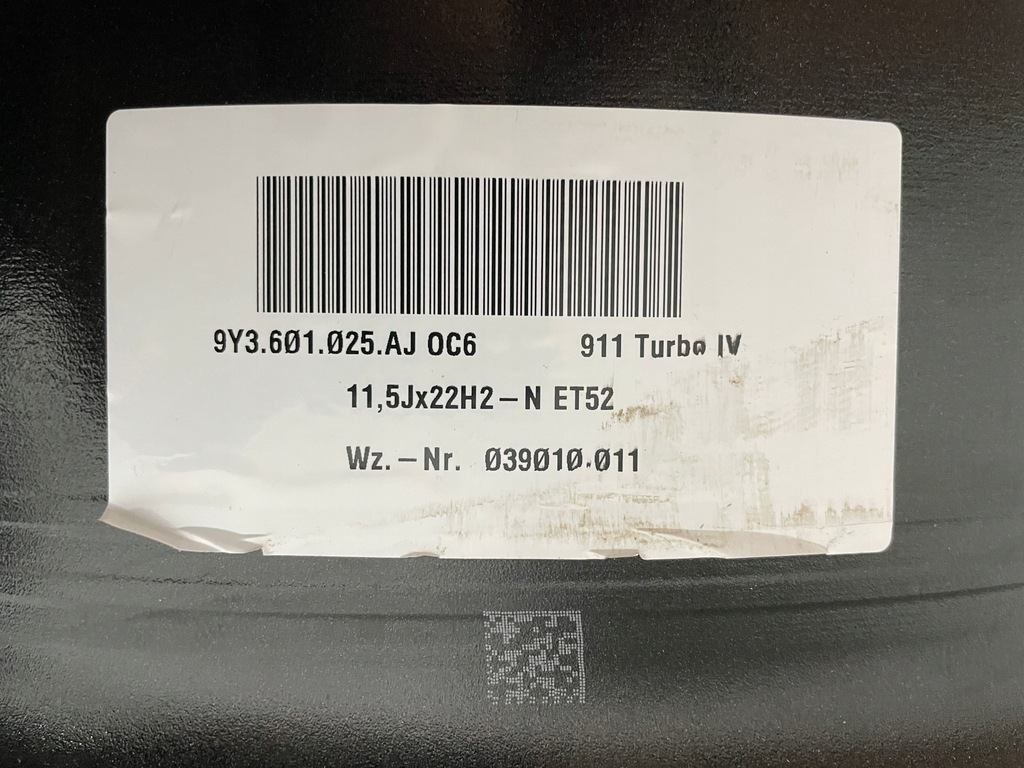 9Y3.6Ø1.Ø25.AJ OC6 911 Turbo IV
11,5Jx22H2–N ET52
Wz.–Nr. Ø39Ø1Ø.Ø11